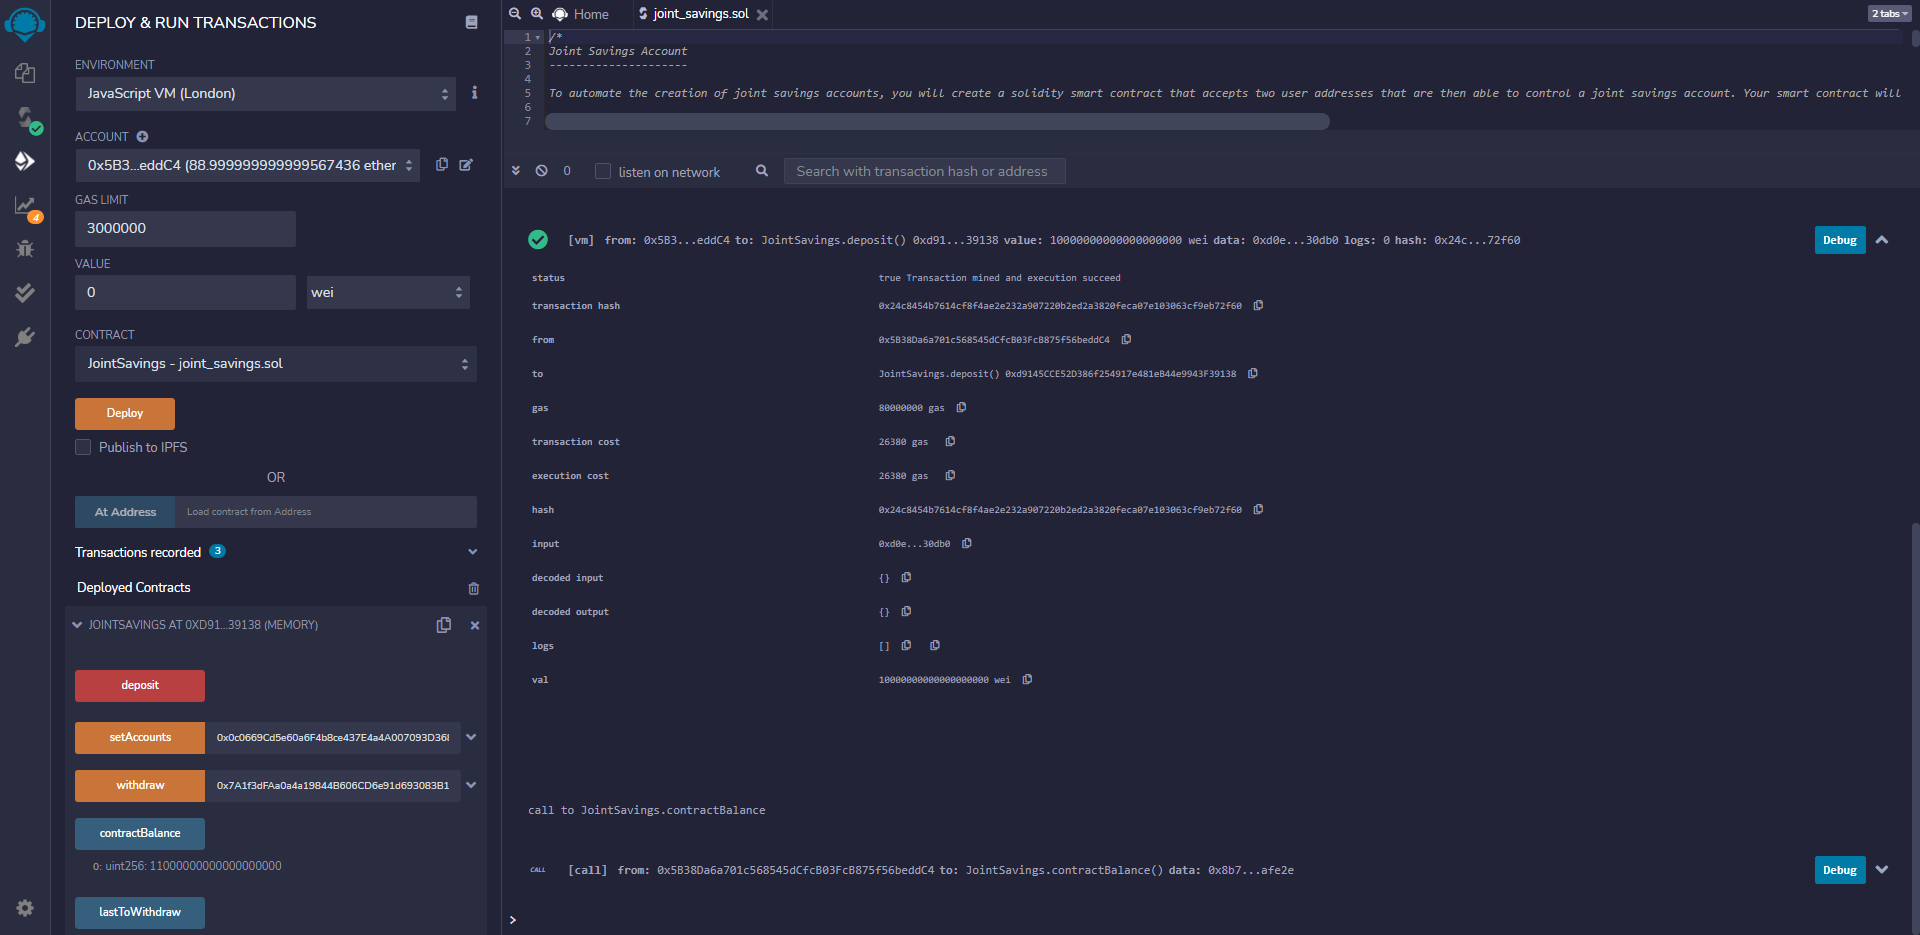 DEPLOY & RUN TRANSACTIONS
ENVIRONMENT
JavaScript VM (London)
ACCOUNT
0x5B3...eddC4 (88.999999999999567436 ether
GAS LIMIT
3000000
VALUE
0
wei
CONTRACT
JointSavings - joint_savings.sol
Deploy
Publish to IPFS
OR
At Address
Load contract from Address
Transactions recorded 3
Deployed Contracts
JOINTSAVINGS AT 0XD91...39138 (MEMORY)
deposit
setAccounts
0x0c0669Cd5e60a6F4b8ce437E4a4A007093D36
withdraw
0x7A1f3dFAa0a4a19844B606CD6e91d693083B1
contractBalance
0: uint256: 11000000000000000000
lastToWithdraw
4
Home
joint_savings.sol
2 tabs
1 /*
2 Joint Savings Account
3 ---------------------
4
5 To automate the creation of joint savings accounts, you will create a solidity smart contract that accepts two user addresses that are then able to control a joint savings account. Your smart contract will
6
7
0
listen on network
Search with transaction hash or address
[vm] from: 0x5B3...eddC4 to: JointSavings.deposit() 0xd91...39138 value: 10000000000000000000 wei data: 0xd0e...30db0 logs: 0 hash: 0x24c...72f60
Debug
status true Transaction mined and execution succeed
transaction hash 0x24c8454b7614cf8f4ae2e232a907220b2ed2a3820feca07e103063cf9eb72f60
from 0x5B38Da6a701c568545dCfcB03FcB875f56beddC4
to JointSavings.deposit() 0xd9145CCE52D386f254917e481eB44e9943F39138
gas 80000000 gas
transaction cost 26380 gas
execution cost 26380 gas
hash 0x24c8454b7614cf8f4ae2e232a907220b2ed2a3820feca07e103063cf9eb72f60
input 0xd0e...30db0
decoded input {}
decoded output {}
logs []
val 10000000000000000000 wei
call to JointSavings.contractBalance
CALL [call] from: 0x5B38Da6a701c568545dCfcB03FcB875f56beddC4 to: JointSavings.contractBalance() data: 0x8b7...afe2e
Debug
>